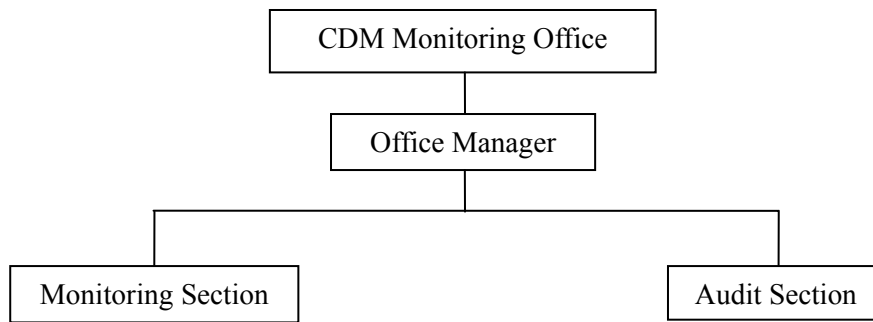 CDM Monitoring Office
Office Manager
Monitoring Section
Audit Section